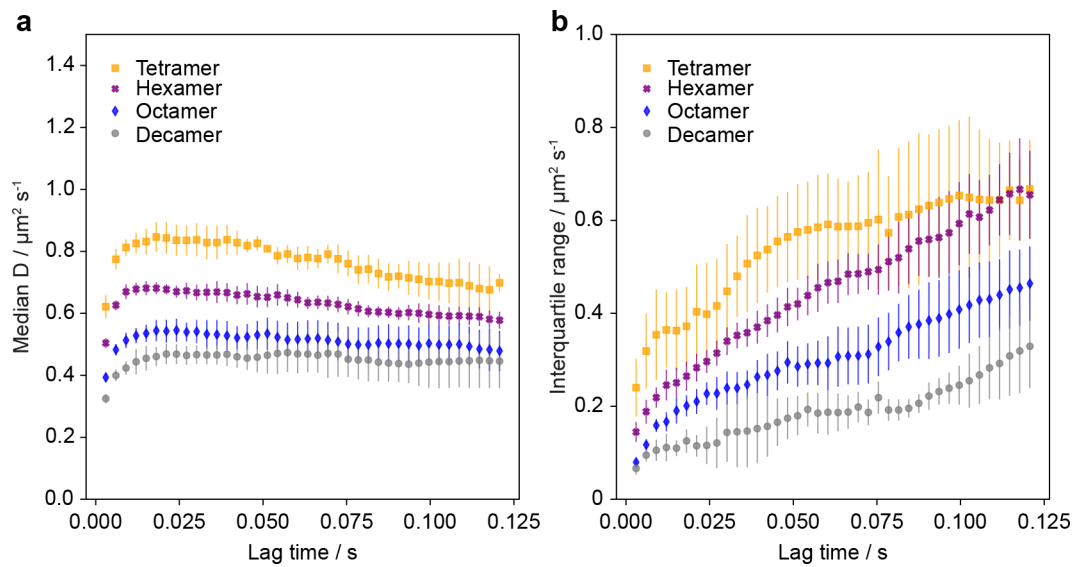 a
Median D / μm² s⁻¹
1.4
1.2
1.0
0.8
0.6
0.4
0.2
0.0
Tetramer
Hexamer
Octamer
Decamer
0.000 0.025 0.050 0.075 0.100 0.125
Lag time / s
b
Interquartile range / μm² s⁻¹
1.0
0.8
0.6
0.4
0.2
0
Tetramer
Hexamer
Octamer
Decamer
0.000 0.025 0.050 0.075 0.100 0.125
Lag time / s